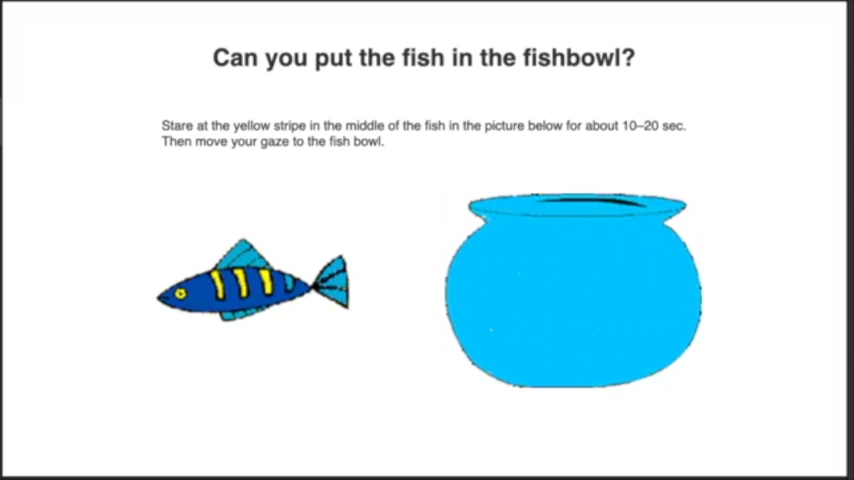 Can you put the fish in the fishbowl?
Stare at the yellow stripe in the middle of the fish in the picture below for about 10–20 sec.
Then move your gaze to the fish bowl.